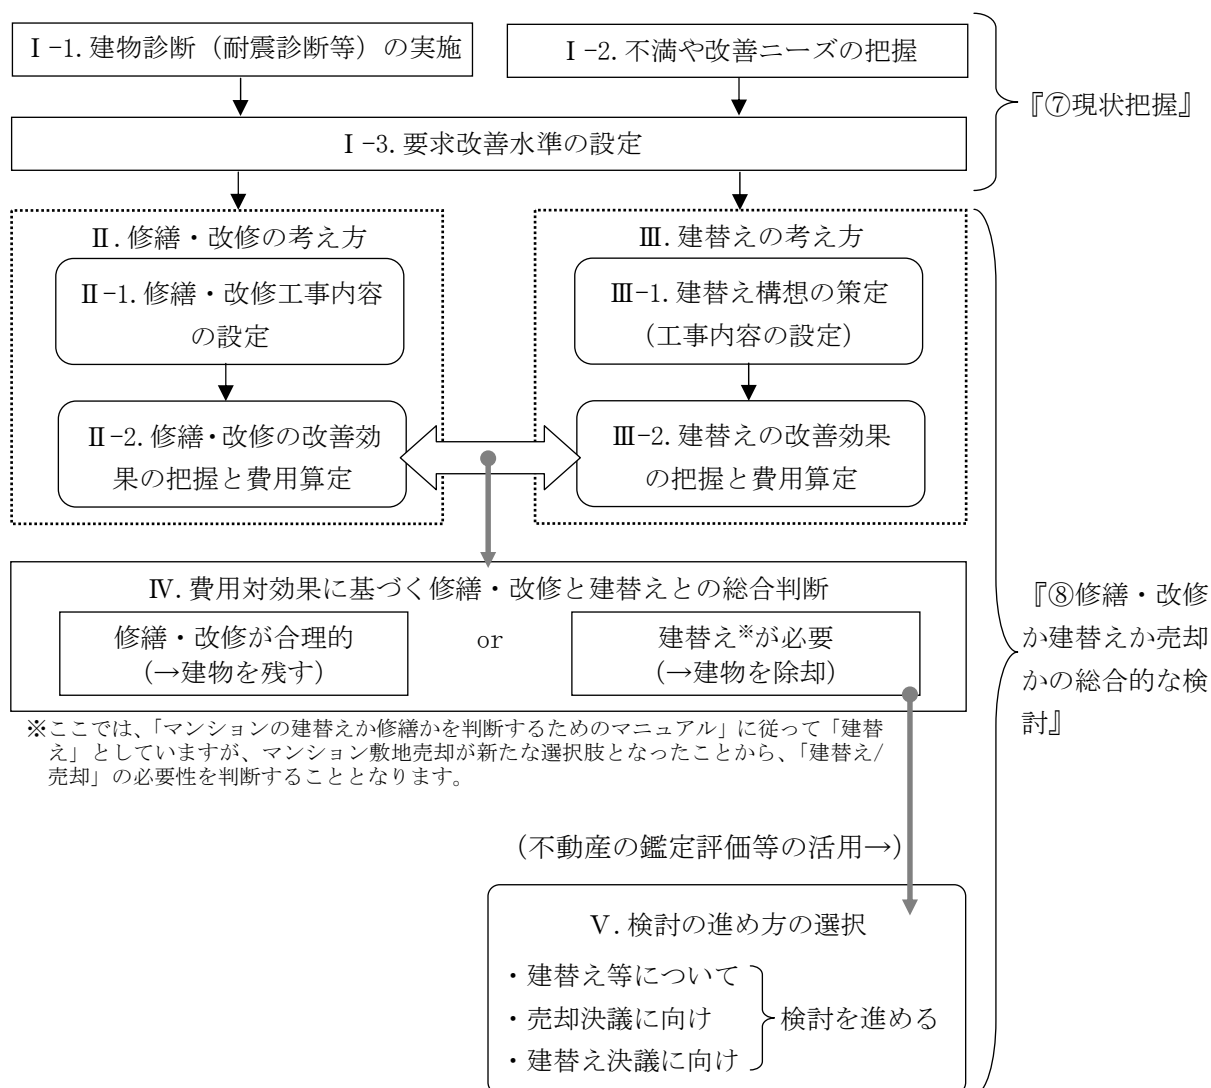 Ⅰ-1.建物診断（耐震診断等）の実施
Ⅰ-2.不満や改善ニーズの把握
『⑦現状把握』
Ⅰ-3.要求改善水準の設定
Ⅱ.修繕・改修の考え方
Ⅱ-1.修繕・改修工事内容
の設定
Ⅱ-2.修繕・改修の改善効
果の把握と費用算定
Ⅲ.建替えの考え方
Ⅲ-1.建替え構想の策定
（工事内容の設定）
Ⅲ-2.建替えの改善効果
の把握と費用算定
Ⅳ.費用対効果に基づく修繕・改修と建替えとの総合判断
修繕・改修が合理的
（→建物を残す）
or
建替え※が必要
（→建物を除却）
『⑧修繕・改修
か建替えか売却
かの総合的な検
討』
※ここでは、「マンションの建替えか修繕かを判断するためのマニュアル」に従って「建替
え」としていますが、マンション敷地売却が新たな選択肢となったことから、「建替え/
売却」の必要性を判断することとなります。
（不動産の鑑定評価等の活用→）
Ⅴ.検討の進め方の選択
・建替え等について
・売却決議に向け
・建替え決議に向け
検討を進める